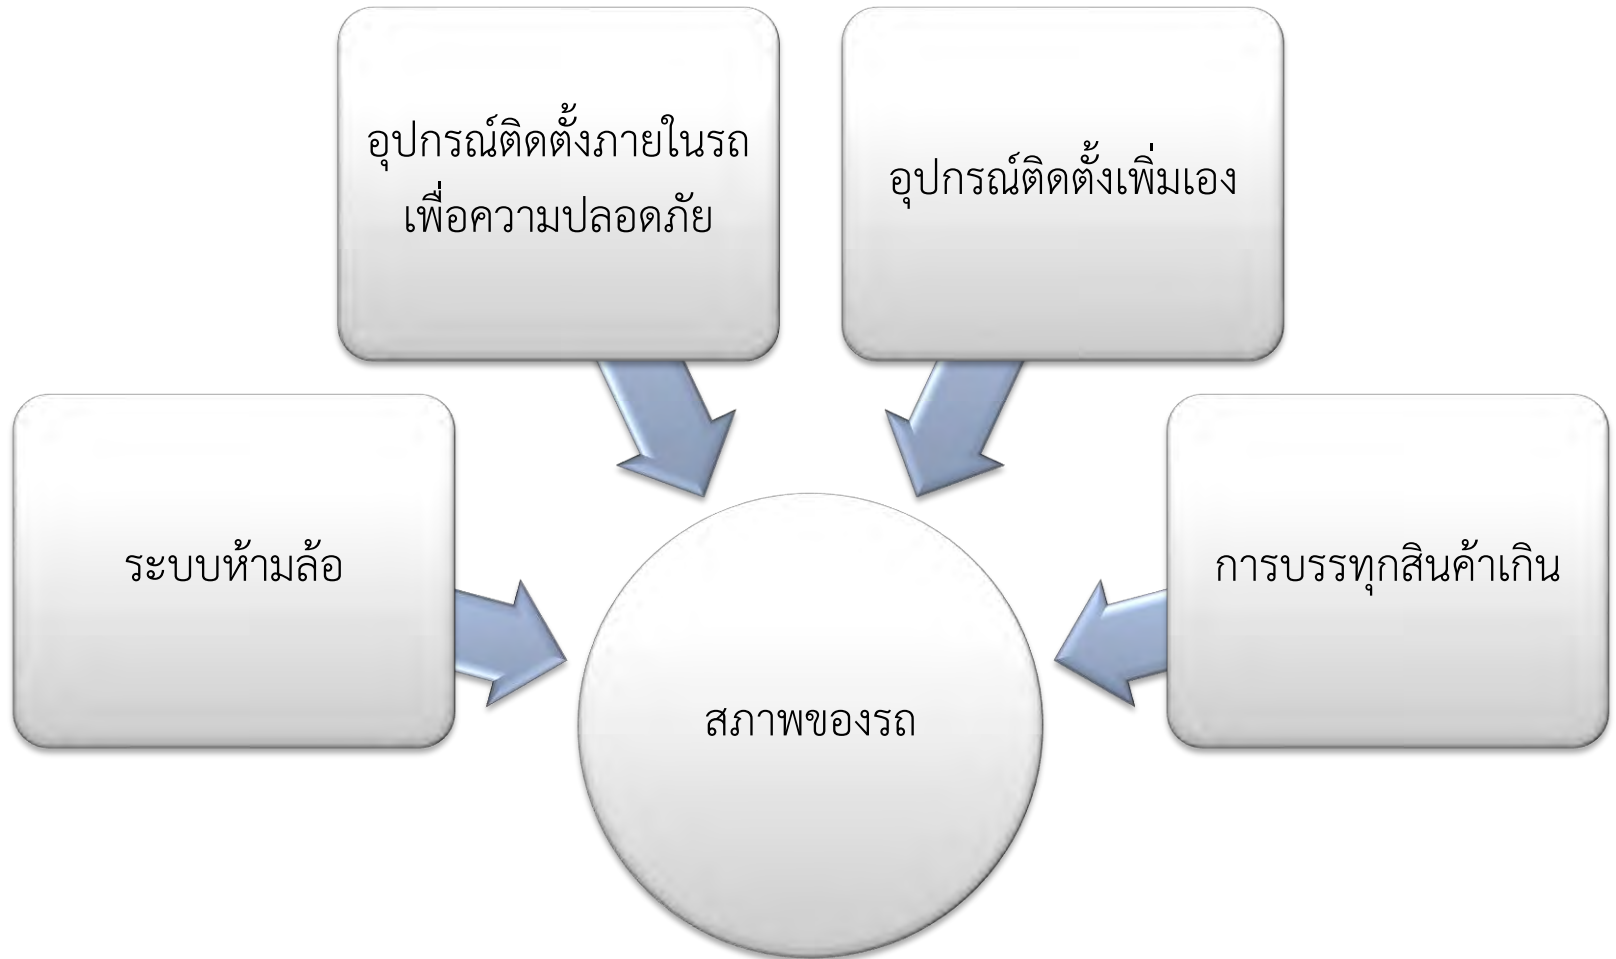 อุปกรณ์ติดตั้งภายในรถ
เพื่อความปลอดภัย
อุปกรณ์ติดตั้งเพิ่มเอง
ระบบห้ามล้อ
การบรรทุกสินค้าเกิน
สภาพของรถ